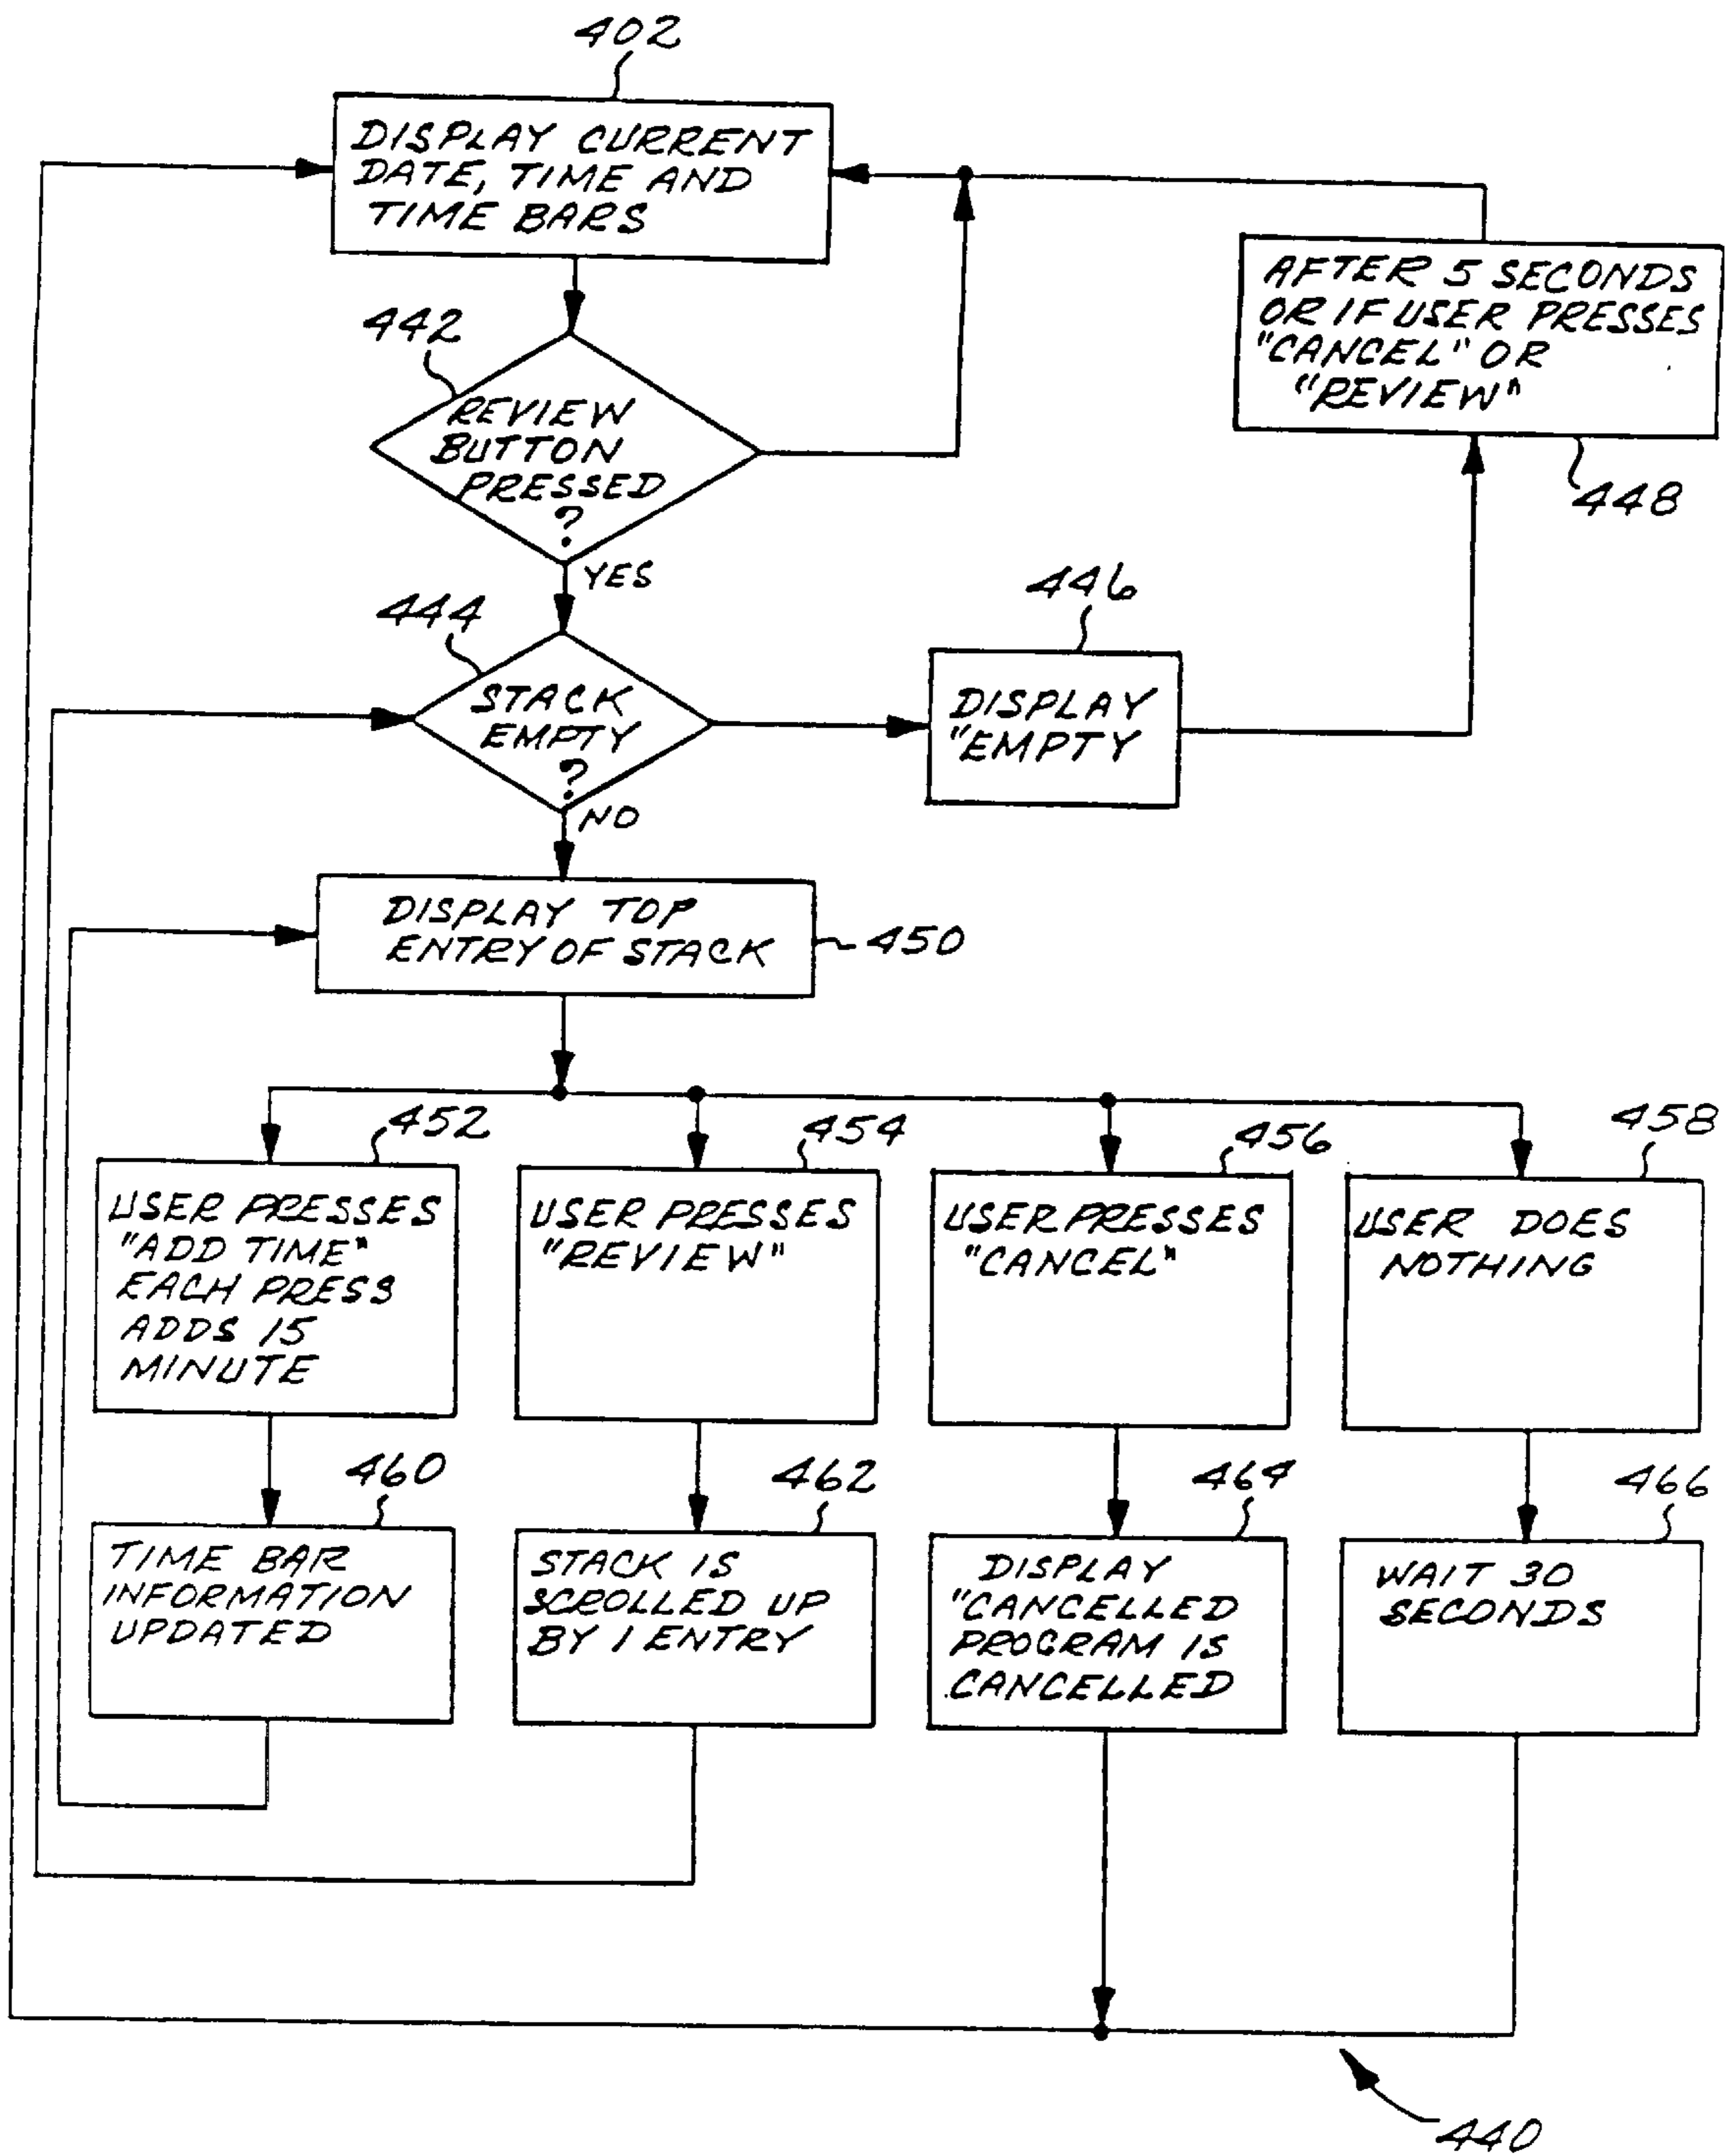 402
DISPLAY CURRENT
DATE, TIME AND
TIME BARS
442
REVIEW
BUTTON
PRESSED
?
YES
AFTER 5 SECONDS
OR IF USER PRESSES
"CANCEL" OR
"REVIEW"
448
444
STACK
EMPTY
?
NO
446
DISPLAY
"EMPTY
DISPLAY TOP
ENTRY OF STACK
450
452
USER PRESSES
"ADD TIME"
EACH PRESS
ADDS 15
MINUTE
454
USER PRESSES
"REVIEW"
456
USER PRESSES
"CANCEL"
458
USER DOES
NOTHING
460
TIME BAR
INFORMATION
UPDATED
462
STACK IS
SCROLLED UP
BY 1 ENTRY
464
DISPLAY
"CANCELLED
PROGRAM IS
CANCELLED
466
WAIT 30
SECONDS
440